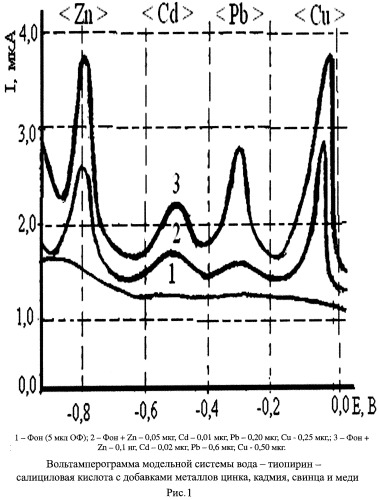 < Zn > < Cd > < Pb > < Cu >
I, мкА
4,0
3,0
2,0
1,0
0,0
3
2
1
-0,8 -0,6 -0,4 -0,2 0,0 E, B
1 – Фон (5 мкл ОФ); 2 – Фон + Zn – 0,05 мкг, Cd – 0,01 мкг, Pb – 0,20 мкг, Cu - 0,25 мкг,; 3 – Фон +
Zn – 0,1 нг, Cd – 0,02 мкг, Pb – 0,6 мкг, Cu - 0,50 мкг.
Вольтамперограмма модельной системы вода – тиопирин –
салициловая кислота с добавками металлов цинка, кадмия, свинца и меди
Рис. 1